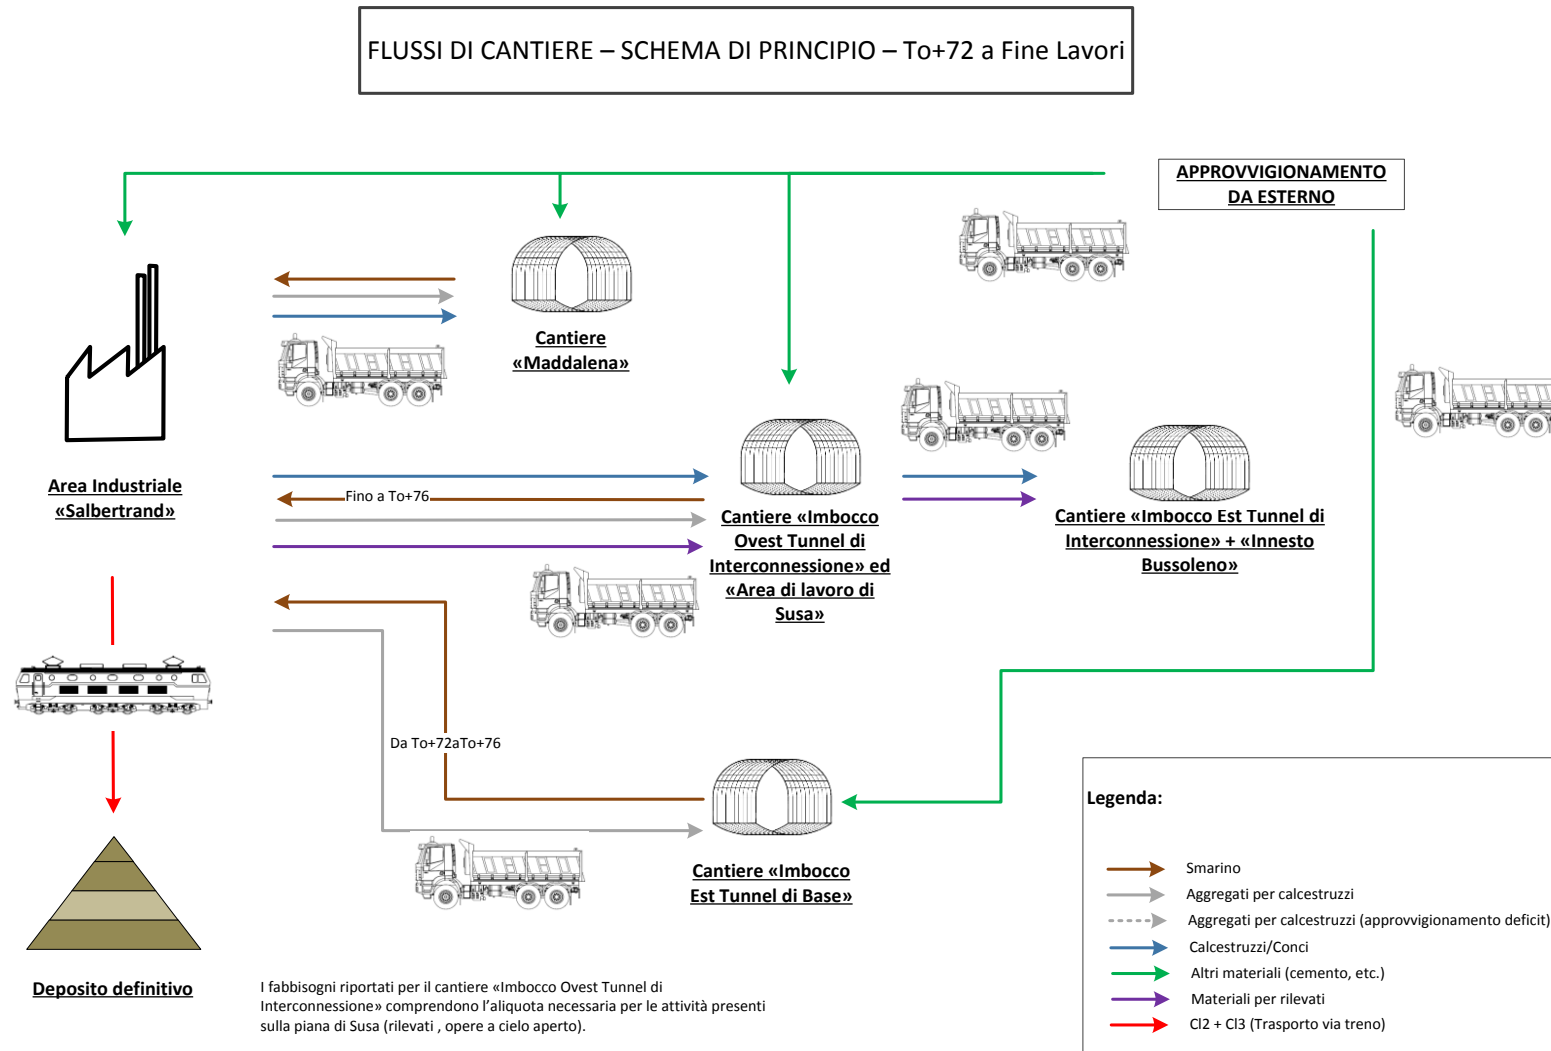 FLUSSI DI CANTIERE – SCHEMA DI PRINCIPIO – To+72 a Fine Lavori
APPROVVIGIONAMENTO
DA ESTERNO
Cantiere
«Maddalena»
Area Industriale
«Salbertrand»
Fino a To+76
Cantiere «Imbocco
Ovest Tunnel di
Interconnessione» ed
«Area di lavoro di
Susa»
Cantiere «Imbocco Est Tunnel di
Interconnessione» + «Innesto
Bussoleno»
Da To+72aTo+76
Cantiere «Imbocco
Est Tunnel di Base»
Deposito definitivo
I fabbisogni riportati per il cantiere «Imbocco Ovest Tunnel di
Interconnessione» comprendono l'aliquota necessaria per le attività presenti
sulla piana di Susa (rilevati , opere a cielo aperto).
Legenda:
Smarino
Aggregati per calcestruzzi
Aggregati per calcestruzzi (approvvigionamento deficit)
Calcestruzzi/Conci
Altri materiali (cemento, etc.)
Materiali per rilevati
Cl2 + Cl3 (Trasporto via treno)